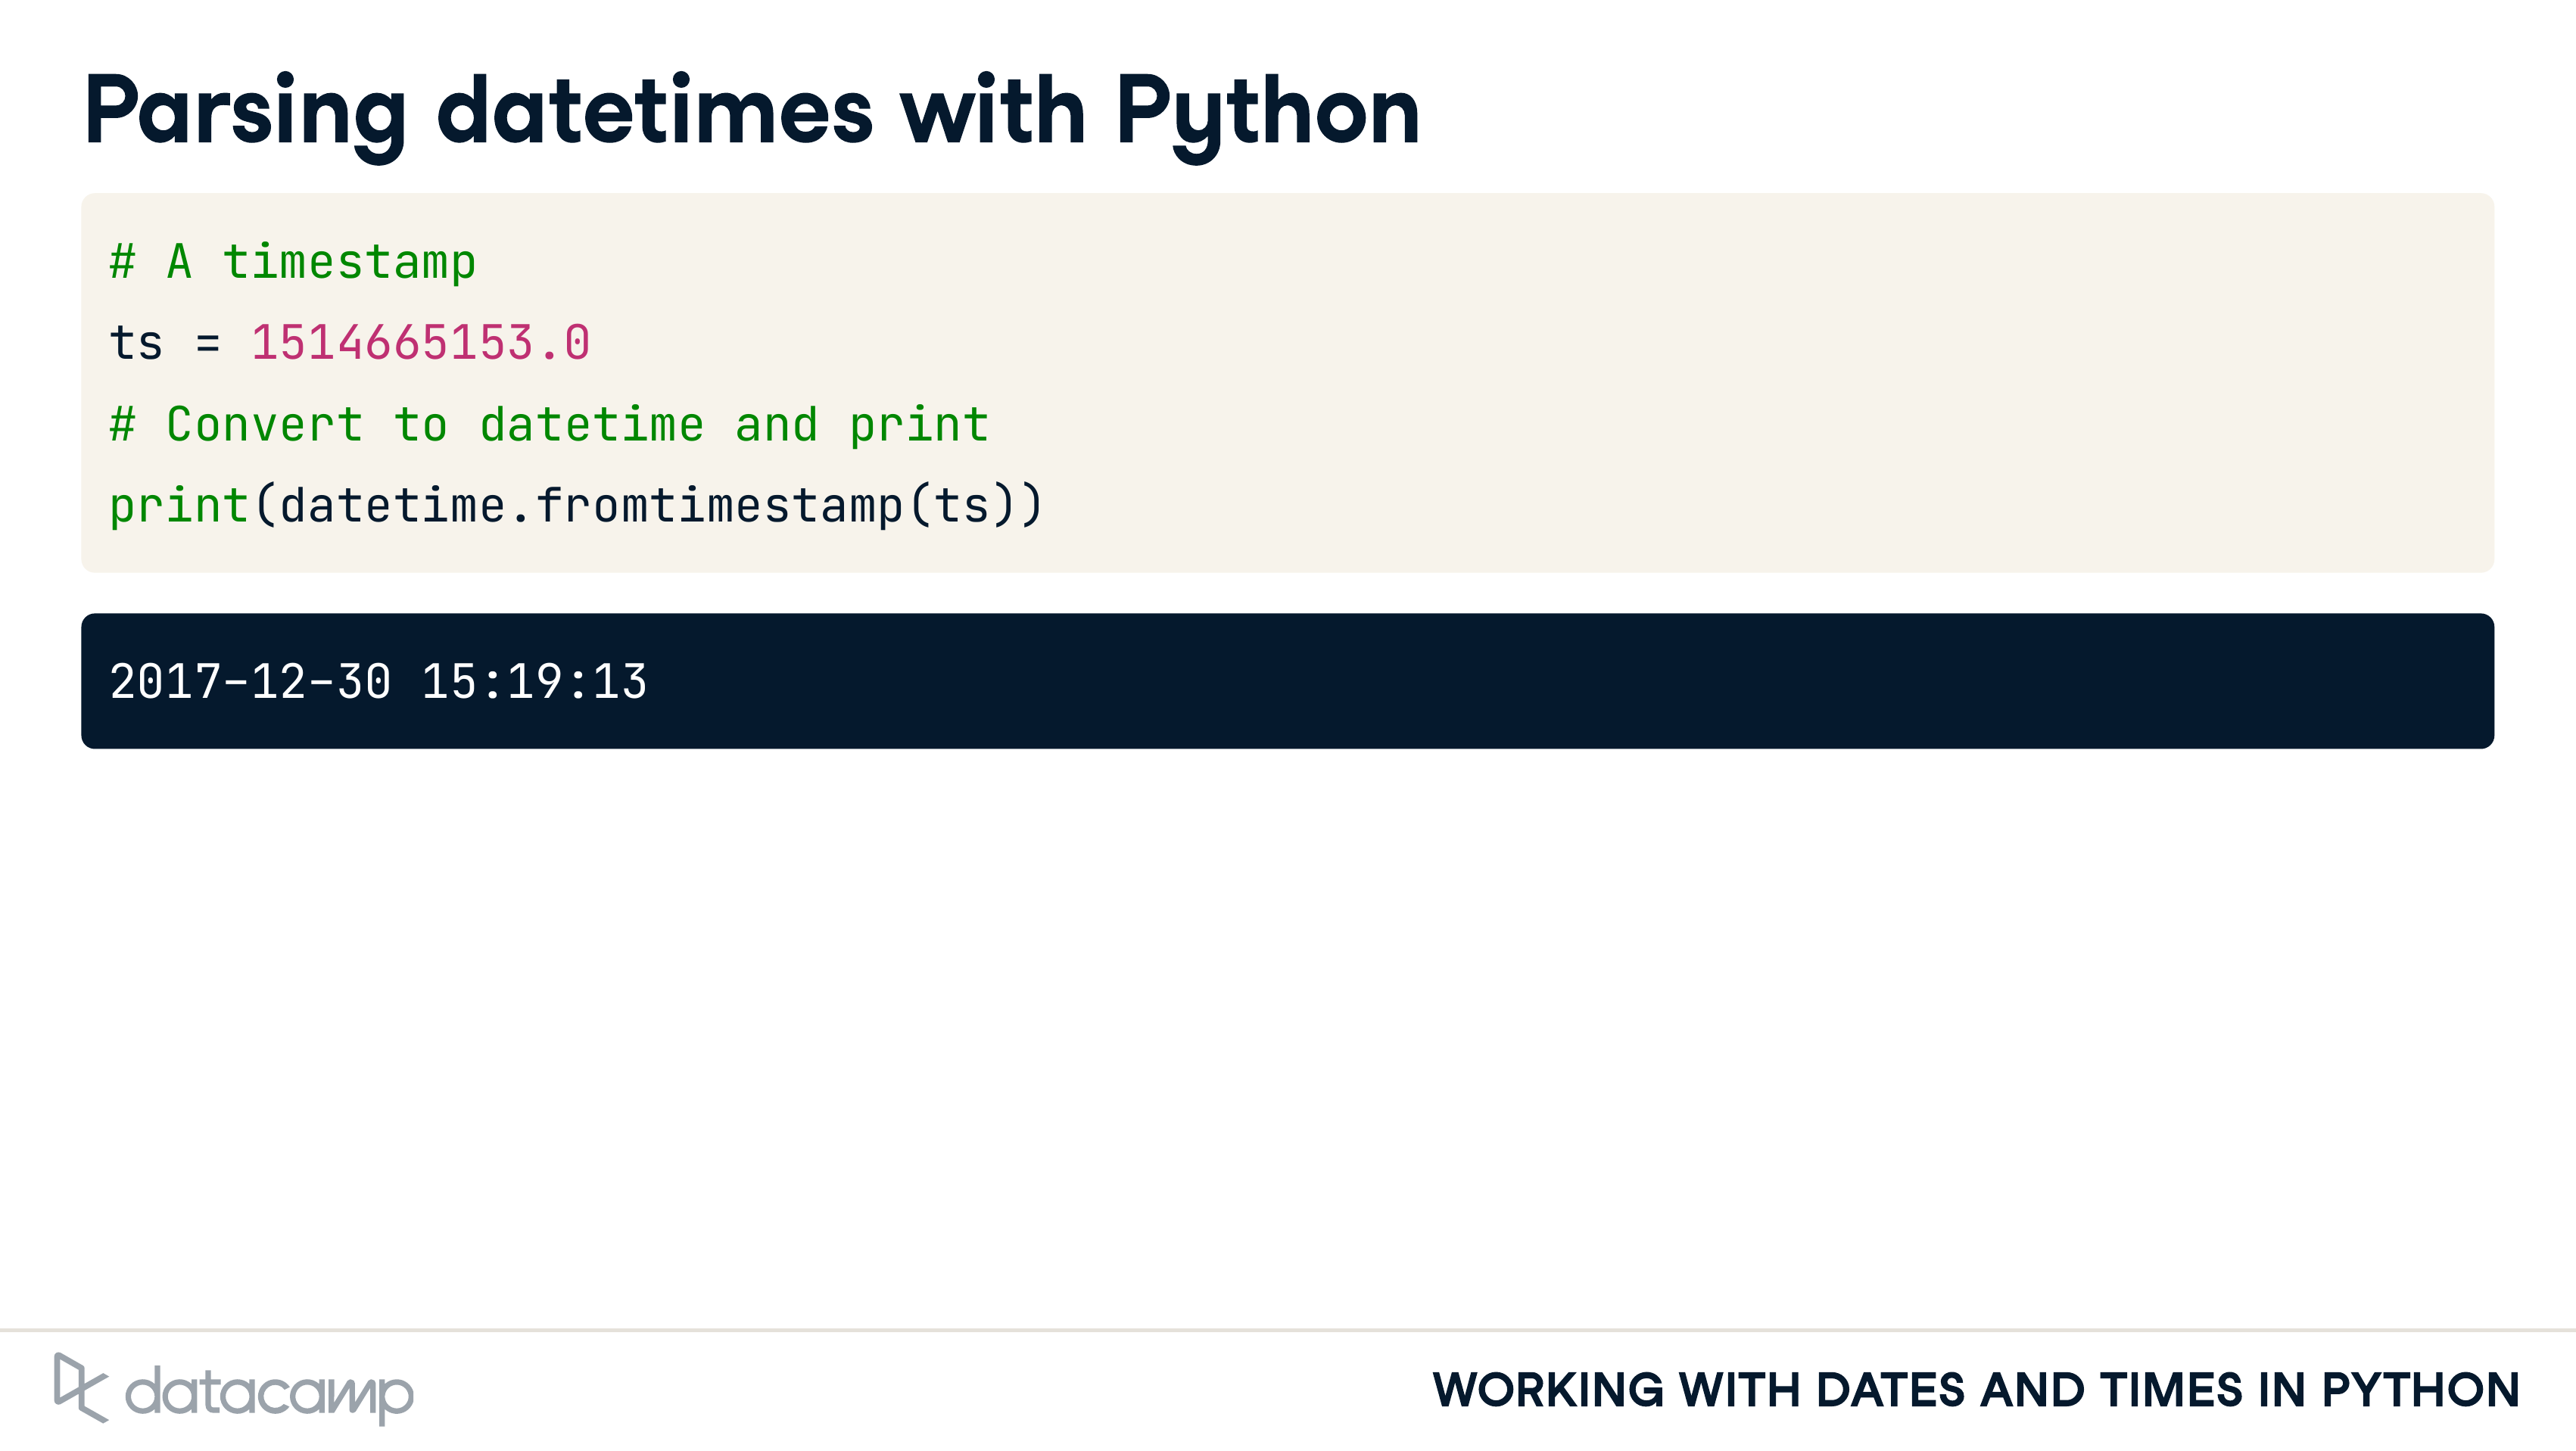 Parsing datetimes with Python
# A timestamp
ts = 1514665153.0
# Convert to datetime and print
print(datetime.fromtimestamp(ts))
2017-12-30 15:19:13
datacamp
WORKING WITH DATES AND TIMES IN PYTHON